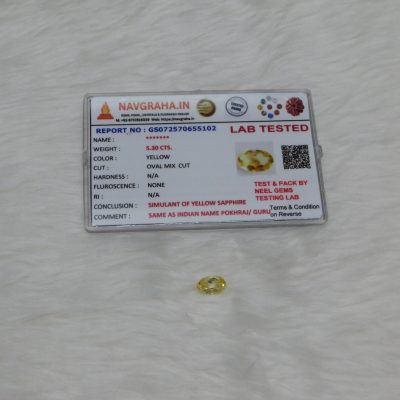 NAVGRAHA.IN
REPORT NO : GS072570655102
LAB TESTED
NAME : *******
WEIGHT : 5.30 CTS.
COLOR : YELLOW
CUT : OVAL MIX CUT
HARDNESS : N/A
FLUROSCENCE : NONE
RI : N/A
CONCLUSION : SIMULANT OF YELLOW SAPPHIRE
COMMENT : SAME AS INDIAN NAME POKHRAJ/ GURU
TEST & PACK BY
NEEL GEMS
TESTING LAB
Terms & Condition
on Reverse